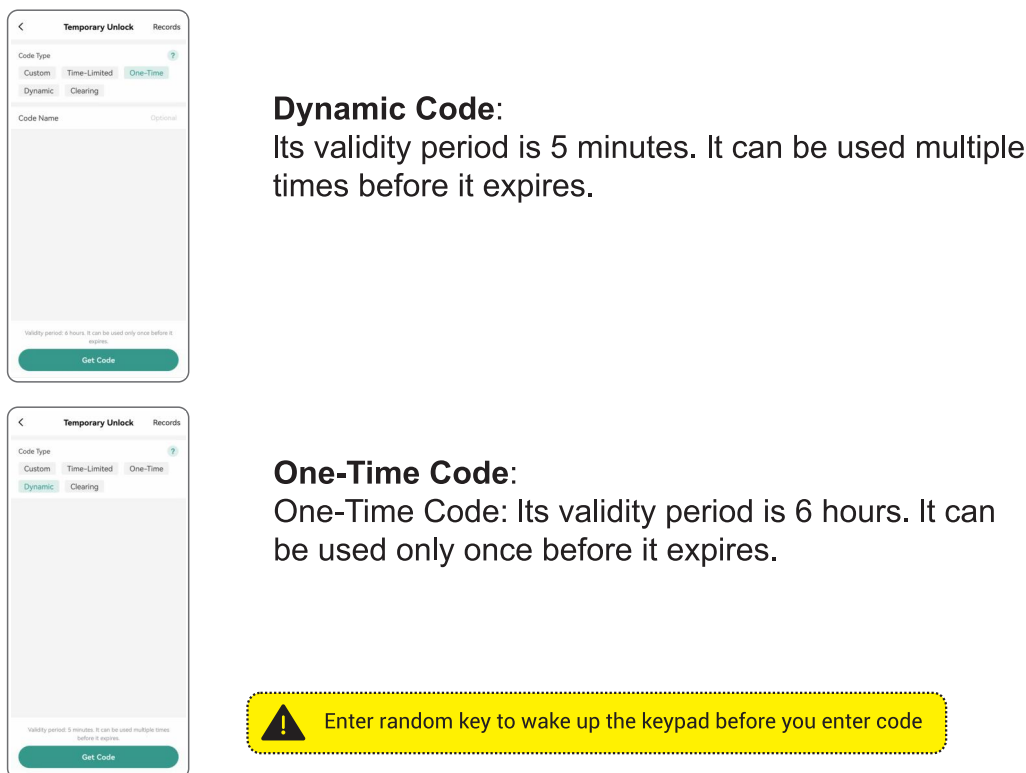 Temporary Unlock Records
Code Type ?
Custom Time-Limited One-Time
Dynamic Clearing
Code Name Optional
Validity period: 6 hours. It can be used only once before it
expires.
Get Code
Dynamic Code:
Its validity period is 5 minutes. It can be used multiple
times before it expires.
Temporary Unlock Records
Code Type ?
Custom Time-Limited One-Time
Dynamic Clearing
Validity period: 5 minutes. It can be used multiple times
before it expires.
Get Code
One-Time Code:
One-Time Code: Its validity period is 6 hours. It can
be used only once before it expires.
Enter random key to wake up the keypad before you enter code